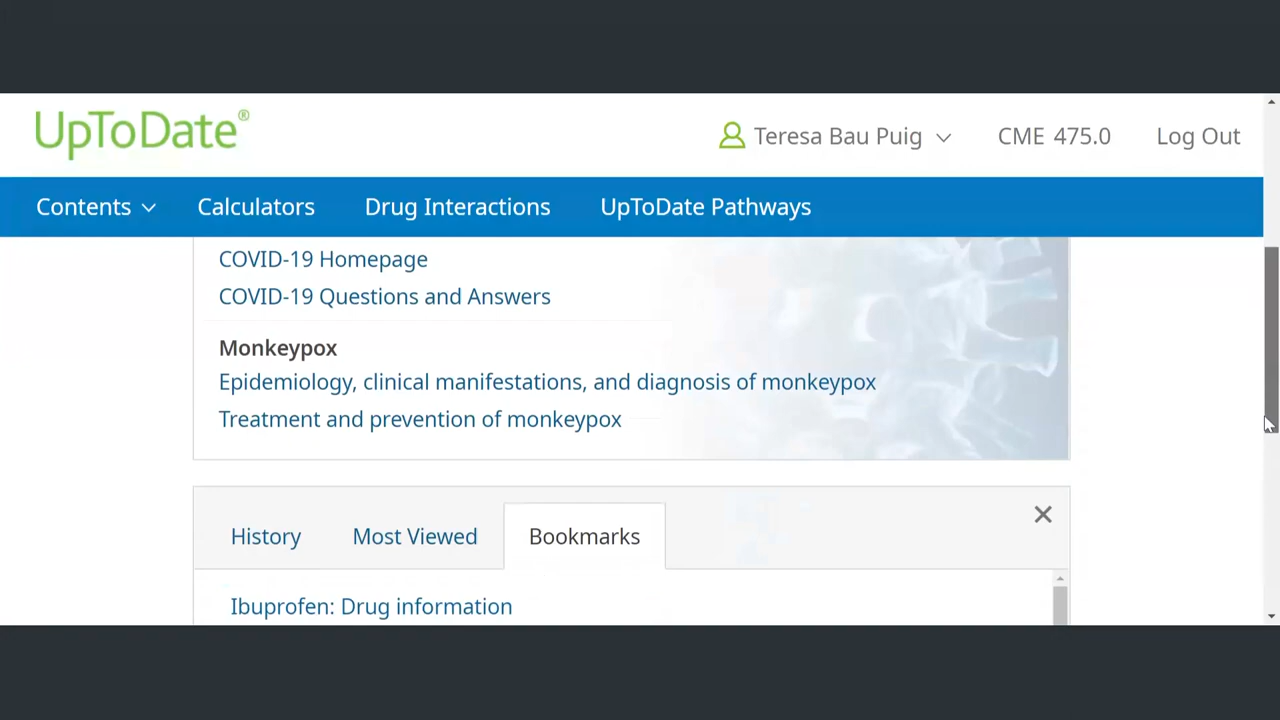 UpToDate®
Teresa Bau Puig CME 475.0 Log Out
Contents Calculators Drug Interactions UpToDate Pathways
COVID-19 Homepage
COVID-19 Questions and Answers
Monkeypox
Epidemiology, clinical manifestations, and diagnosis of monkeypox
Treatment and prevention of monkeypox
History Most Viewed Bookmarks
Ibuprofen: Drug information